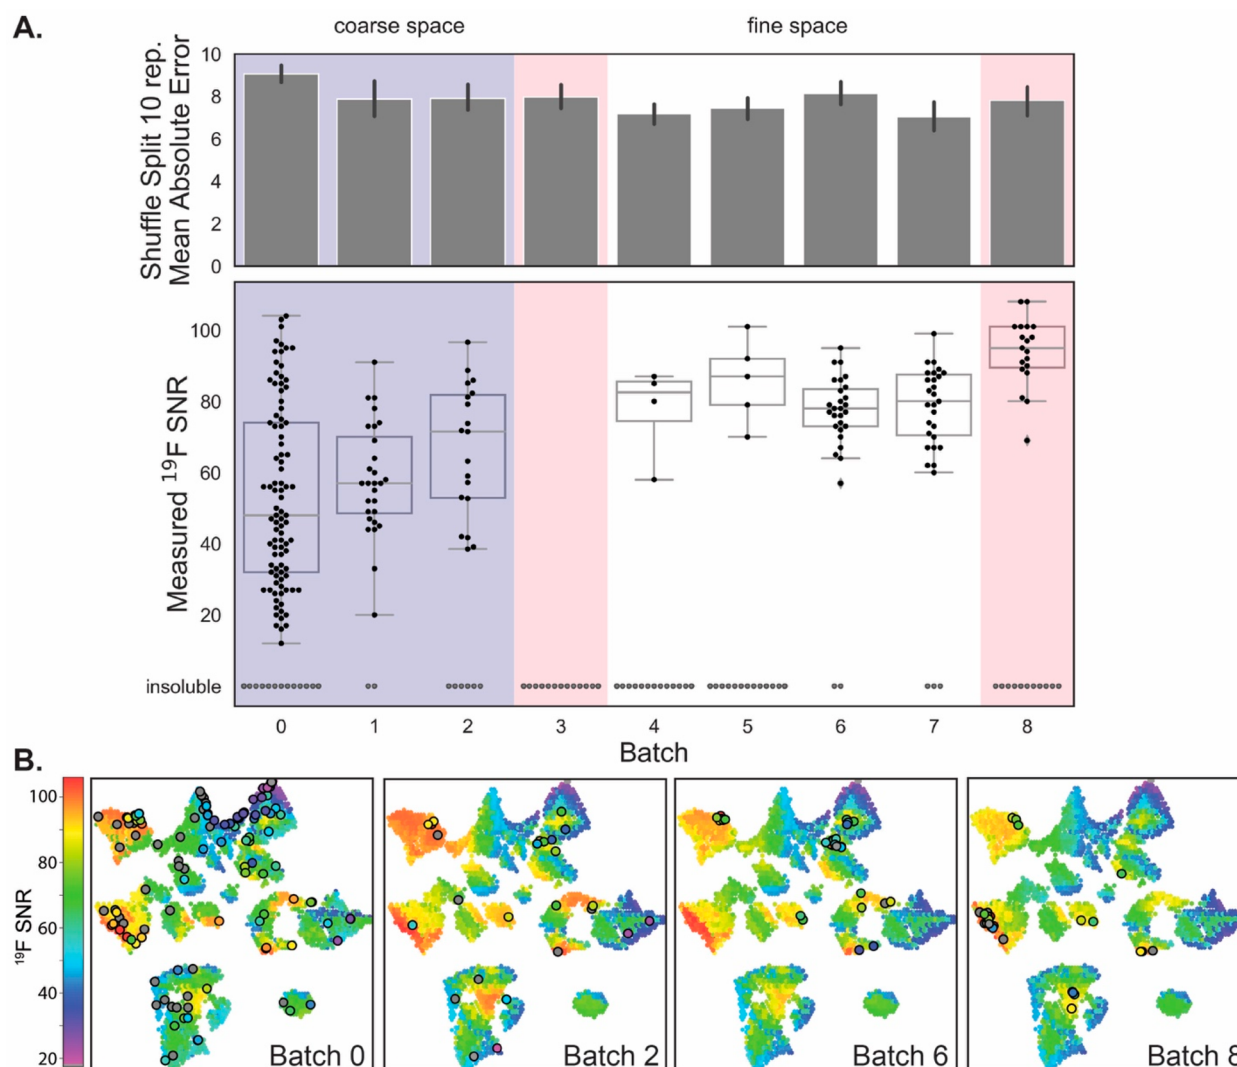 A.
coarse space
fine space
Shuffle Split 10 rep.
Mean Absolute Error
10
8
6
4
2
0
Measured ¹⁹F SNR
100
80
60
40
20
insoluble
0 1 2 3 4 5 6 7 8
Batch
B.
¹⁹F SNR
100
80
60
40
20
Batch 0
Batch 2
Batch 6
Batch 8